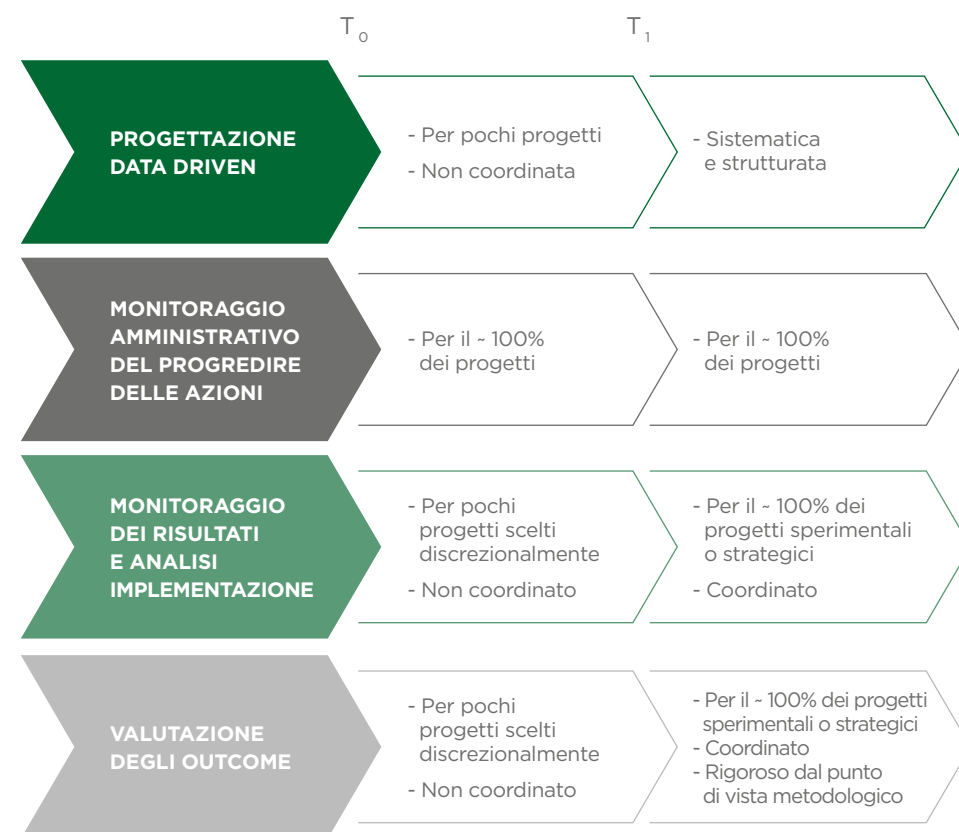 T0 T1
PROGETTAZIONE
DATA DRIVEN
- Per pochi progetti
- Non coordinata
- Sistematica
e strutturata
MONITORAGGIO
AMMINISTRATIVO
DEL PROGREDIRE
DELLE AZIONI
- Per il ~ 100%
dei progetti
- Per il ~ 100%
dei progetti
MONITORAGGIO
DEI RISULTATI
E ANALISI
IMPLEMENTAZIONE
- Per pochi
progetti scelti
discrezionalmente
- Non coordinato
- Per il ~ 100% dei
progetti sperimentali
o strategici
- Coordinato
VALUTAZIONE
DEGLI OUTCOME
- Per pochi
progetti scelti
discrezionalmente
- Non coordinato
- Per il ~ 100% dei progetti
sperimentali o strategici
- Coordinato
- Rigoroso dal punto
di vista metodologico